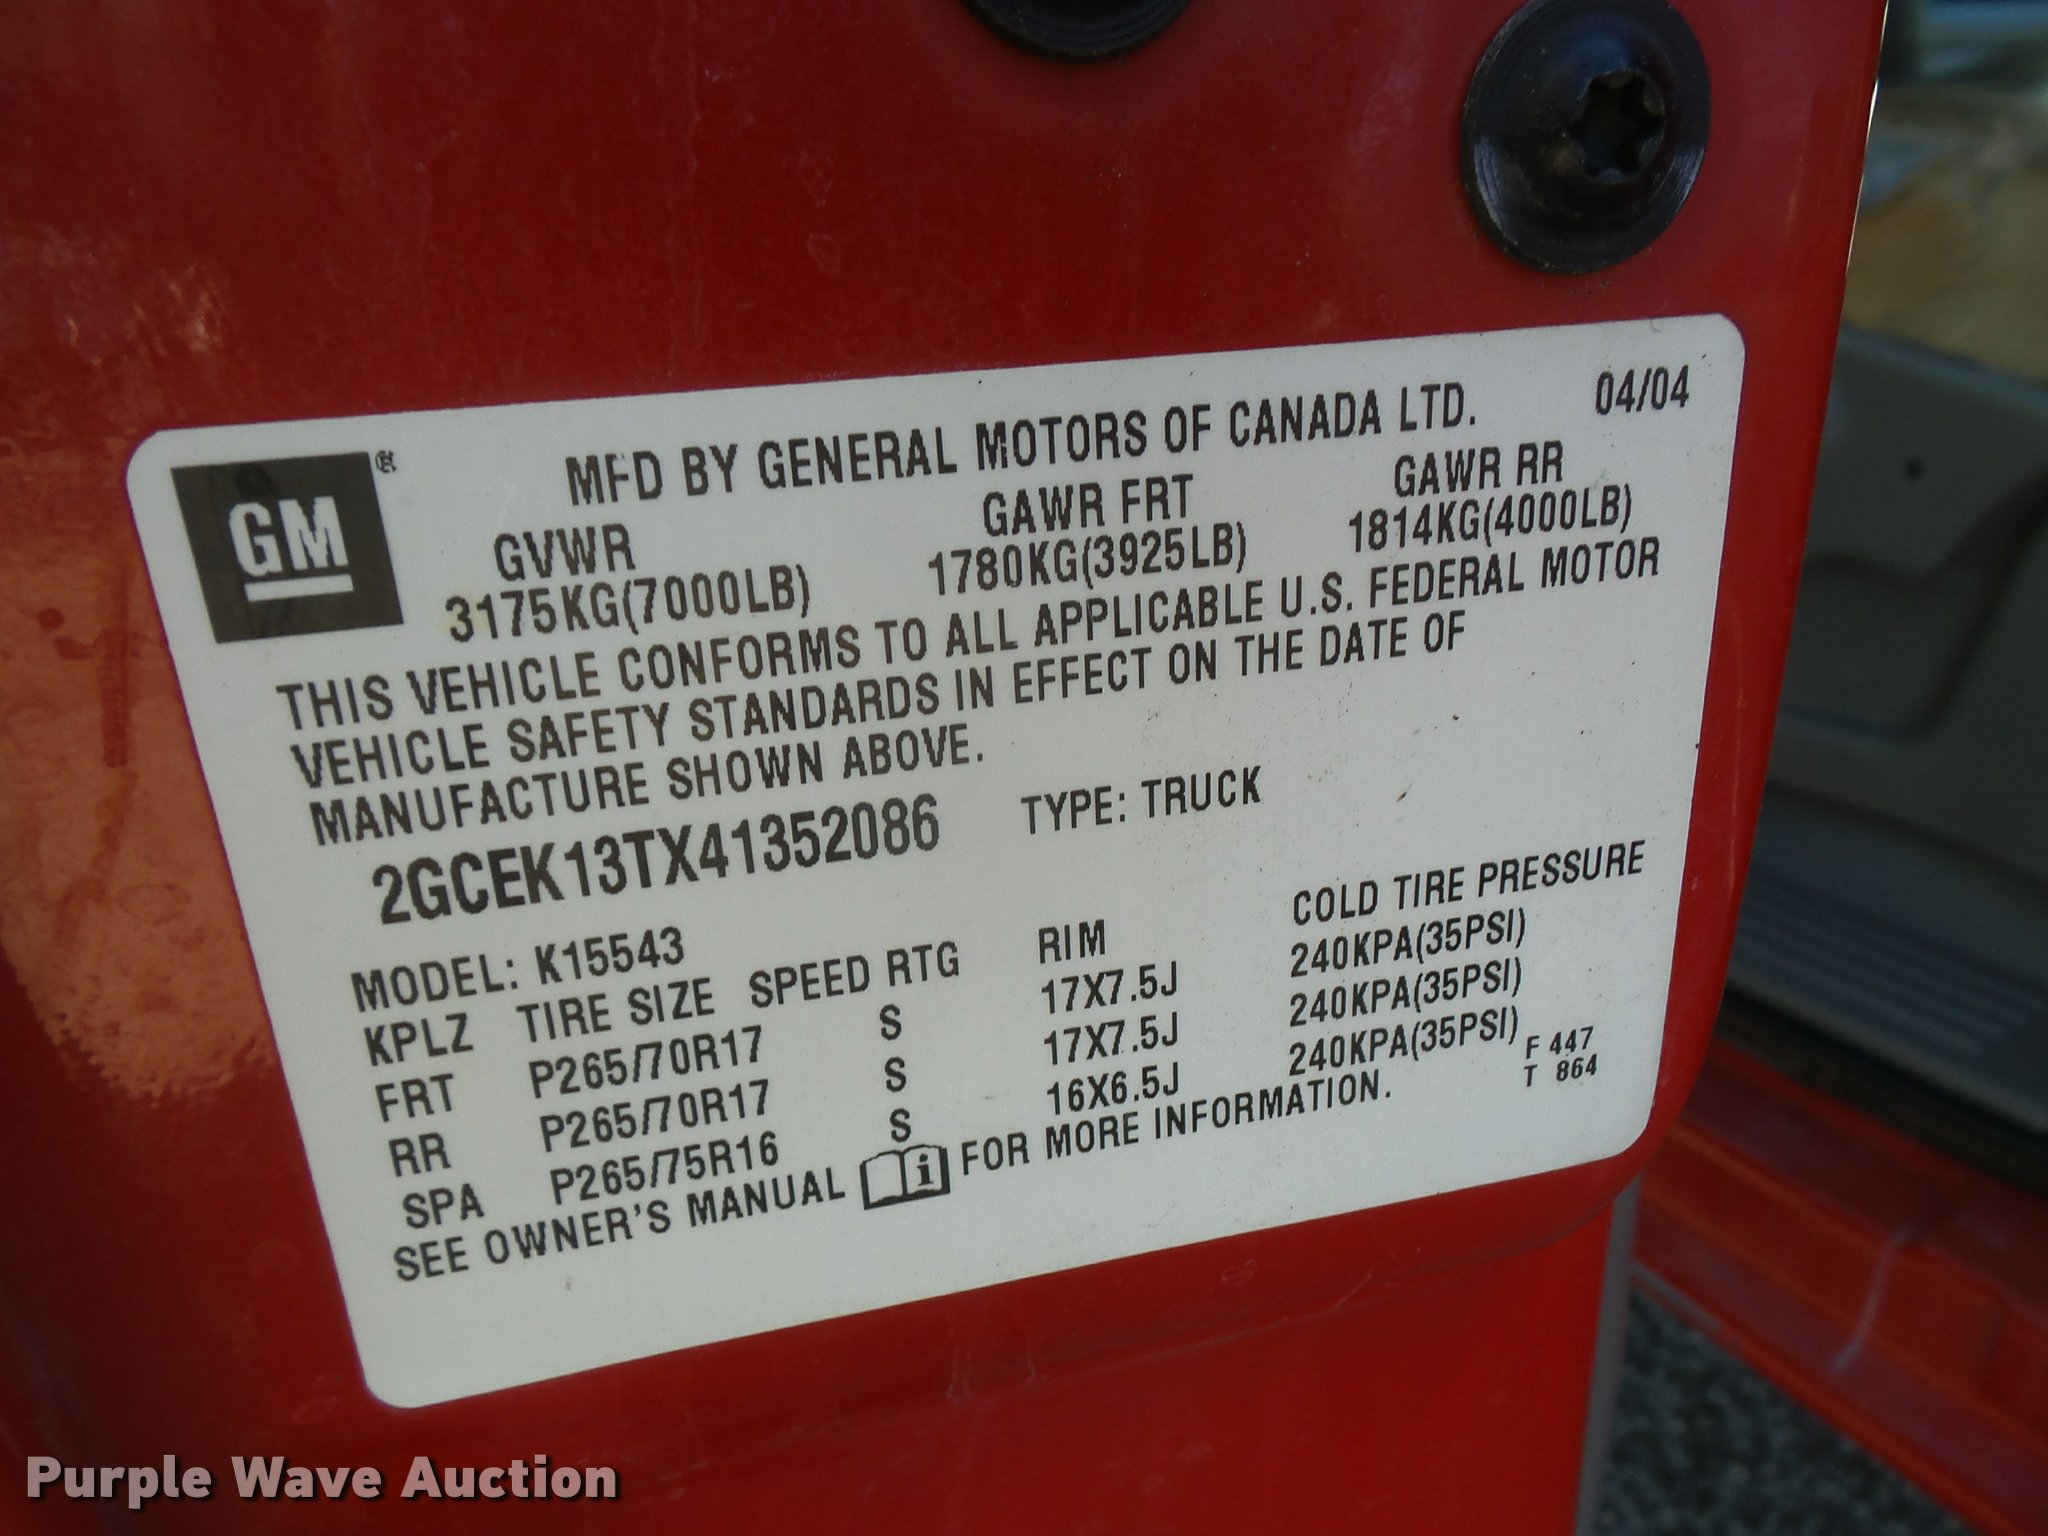 GM ®
MFD BY GENERAL MOTORS OF CANADA LTD. 04/04
GVWR GAWR FRT GAWR RR
3175KG(7000LB) 1780KG(3925LB) 1814KG(4000LB)
THIS VEHICLE CONFORMS TO ALL APPLICABLE U.S. FEDERAL MOTOR
VEHICLE SAFETY STANDARDS IN EFFECT ON THE DATE OF
MANUFACTURE SHOWN ABOVE.
2GCEK13TX41352086 TYPE: TRUCK
MODEL: K15543
KPLZ TIRE SIZE SPEED RTG RIM COLD TIRE PRESSURE
FRT P265/70R17 S 17X7.5J 240KPA(35PSI)
RR P265/70R17 S 17X7.5J 240KPA(35PSI)
SPA P265/75R16 S 16X6.5J 240KPA(35PSI)
SEE OWNER'S MANUAL i FOR MORE INFORMATION.
F 447
T 864
Purple Wave Auction